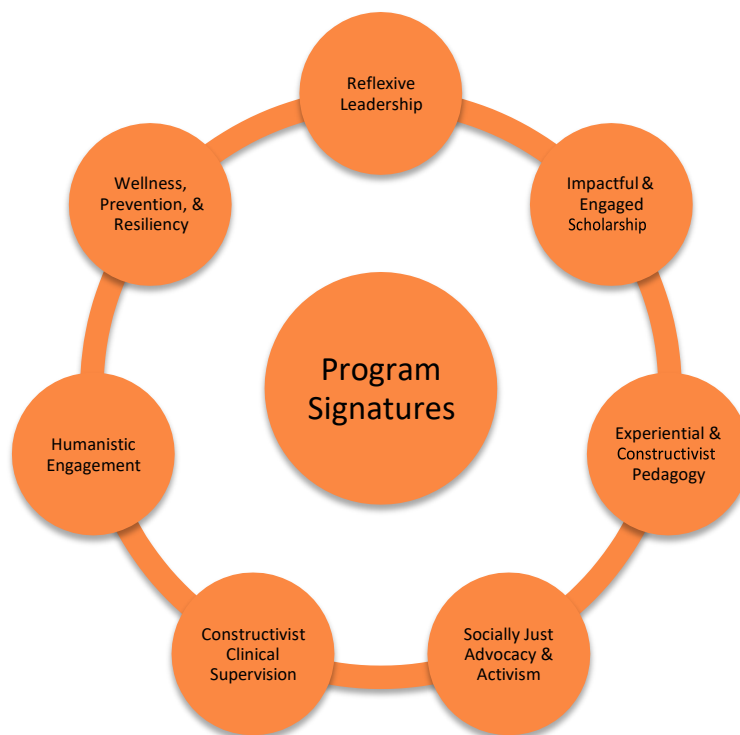 Reflexive
Leadership
Impactful &
Engaged
Scholarship
Experiential &
Constructivist
Pedagogy
Socially Just
Advocacy &
Activism
Constructivist
Clinical
Supervision
Humanistic
Engagement
Wellness,
Prevention, &
Resiliency
Program
Signatures